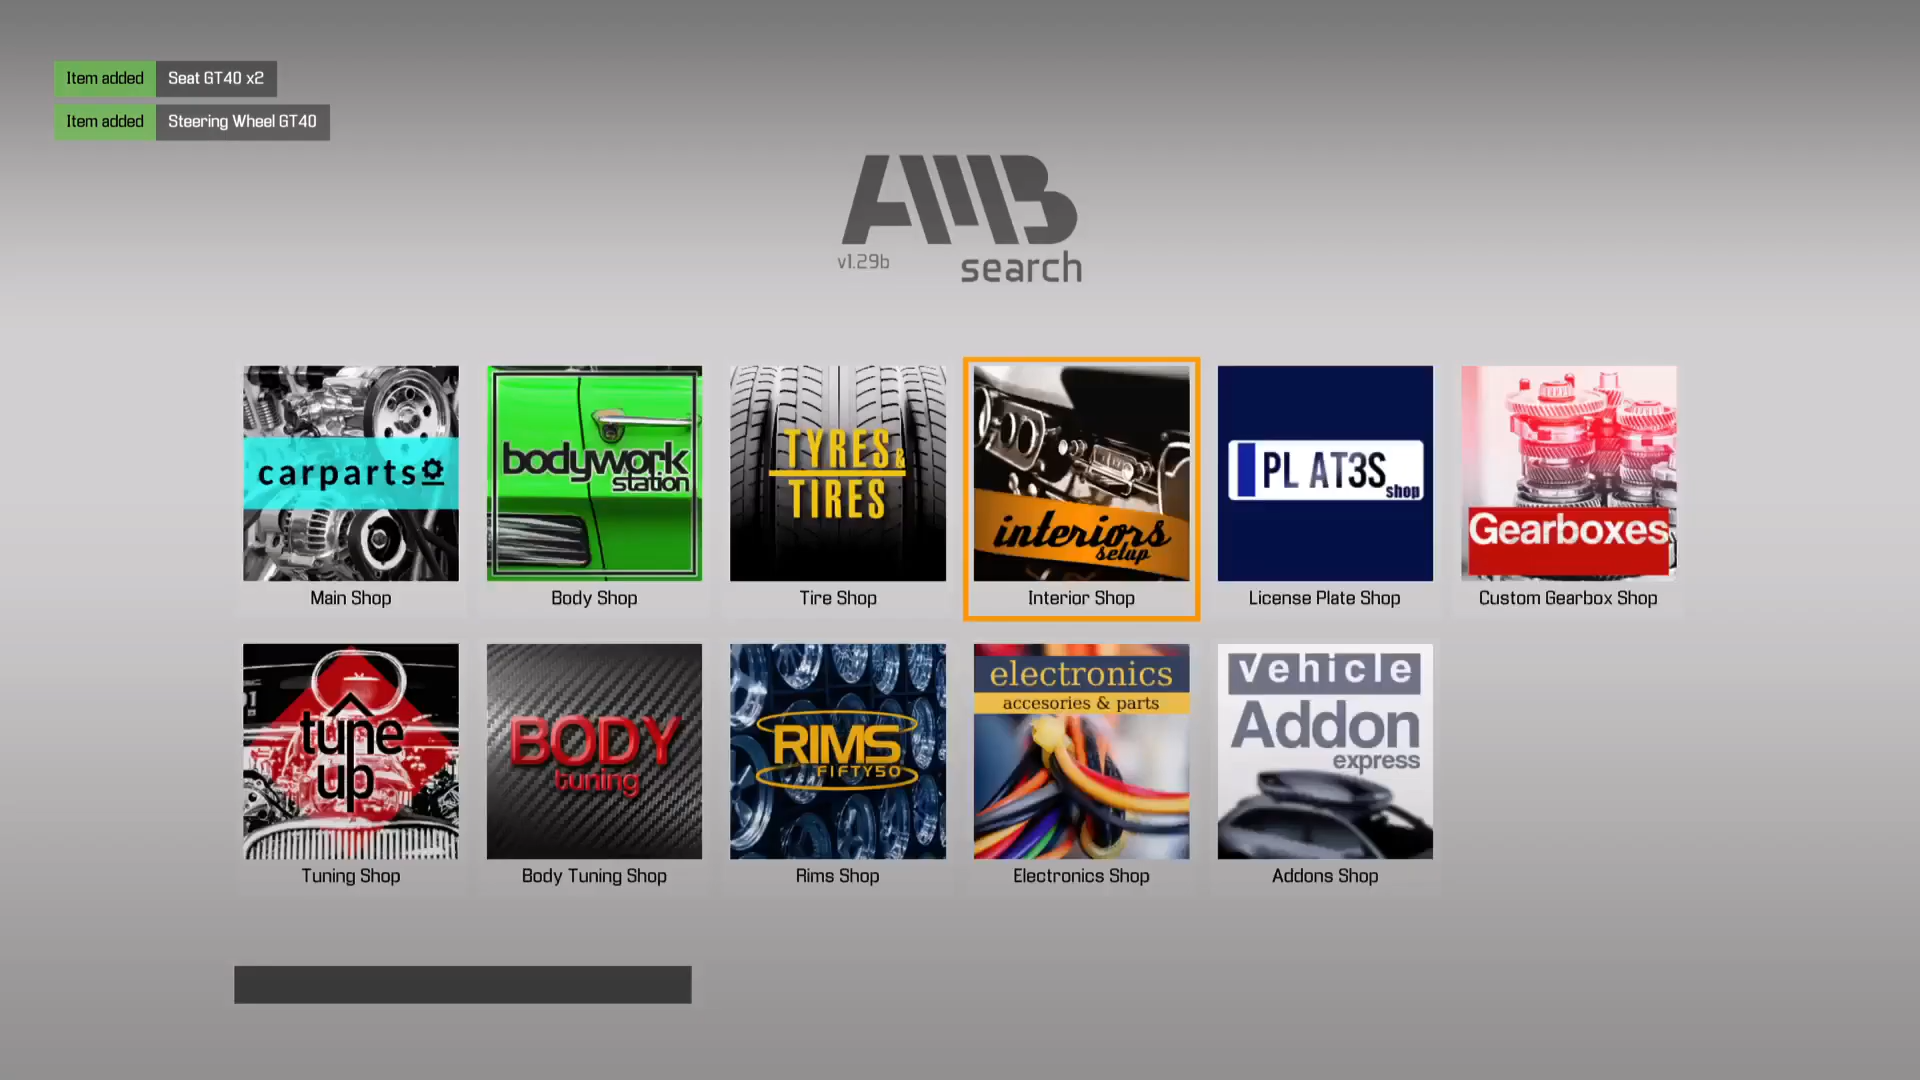 Item added Seat GT40 x2
Item added Steering Wheel GT40
AMB
v1.29b search
carparts
bodywork
station
TYRES &
TIRES
interiors
setup
PL AT3S
shop
Gearboxes
Main Shop
Body Shop
Tire Shop
Interior Shop
License Plate Shop
Custom Gearbox Shop
tune
up
BODY
tuning
RIMS
FIFTY50
electronics
accesories & parts
vehicle
Addon
express
Tuning Shop
Body Tuning Shop
Rims Shop
Electronics Shop
Addons Shop